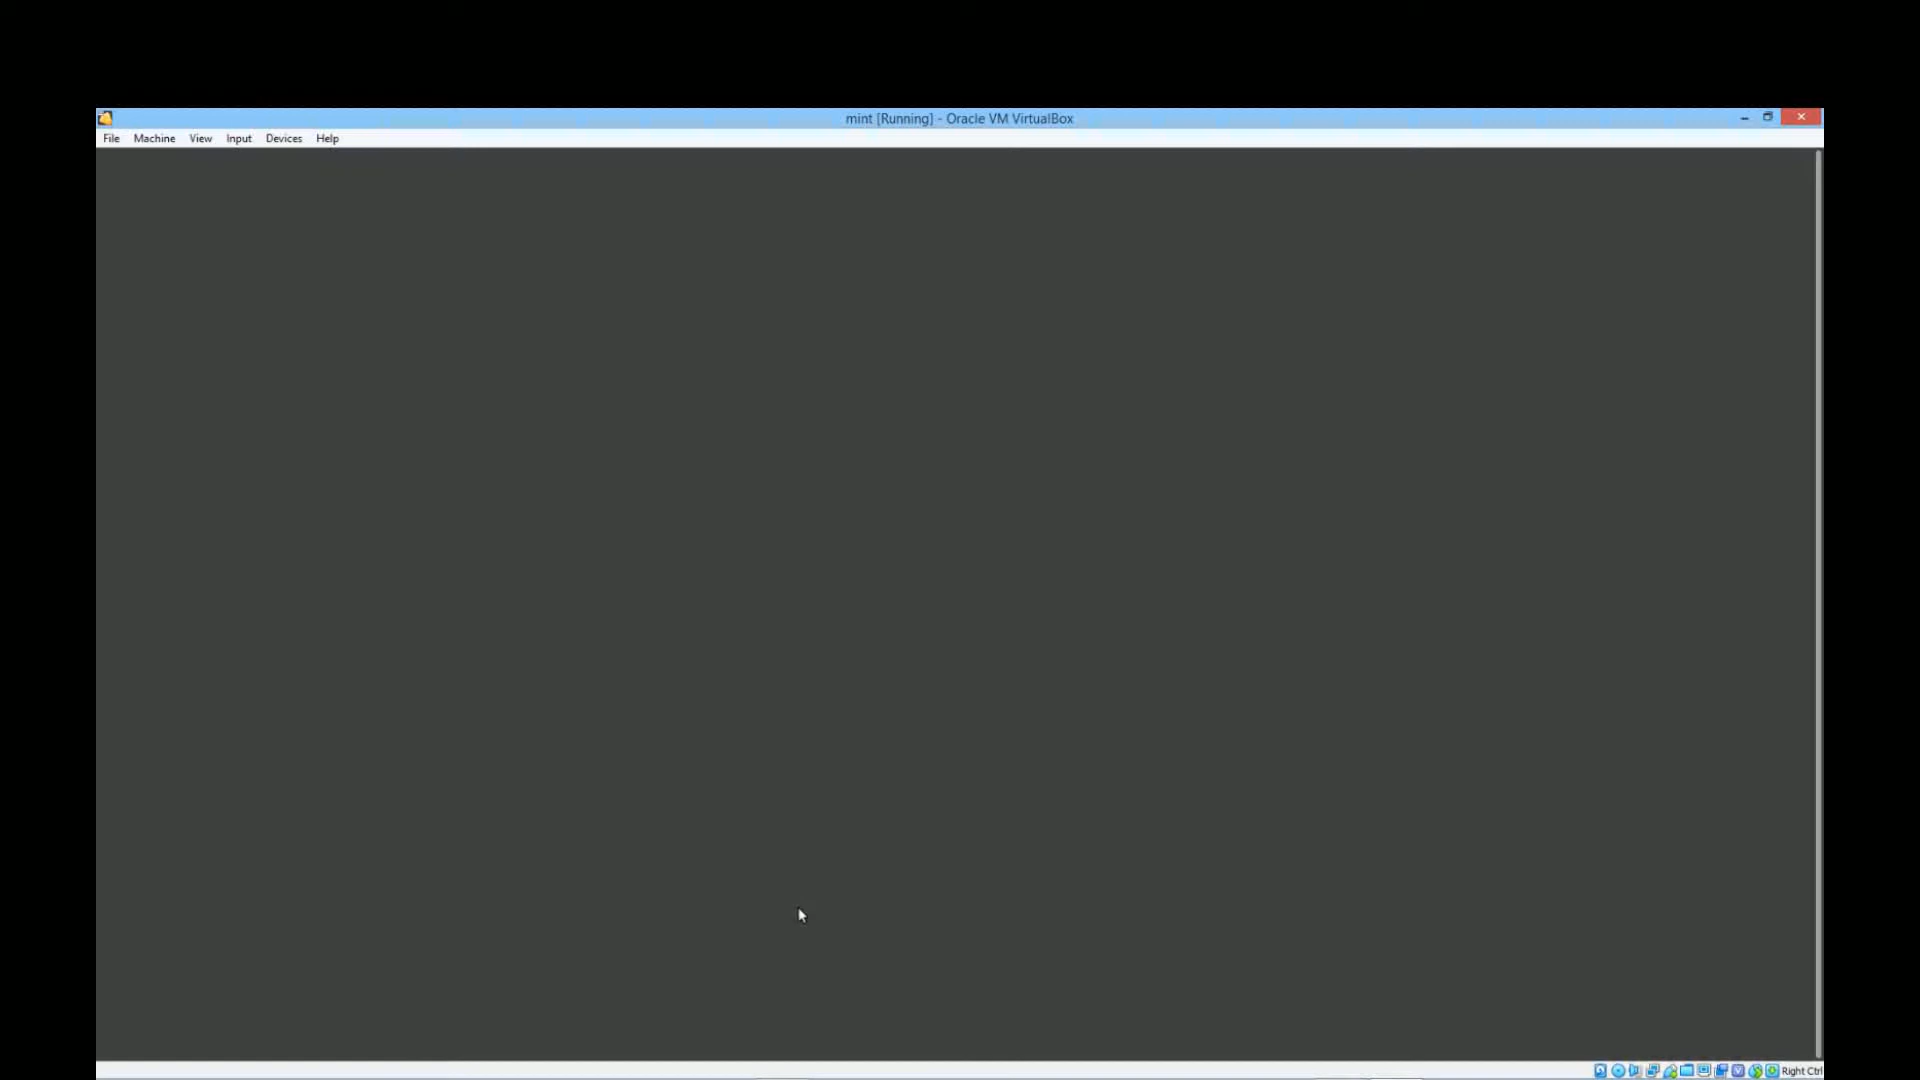 mint [Running] - Oracle VM VirtualBox
File Machine View Input Devices Help
Right Ctrl